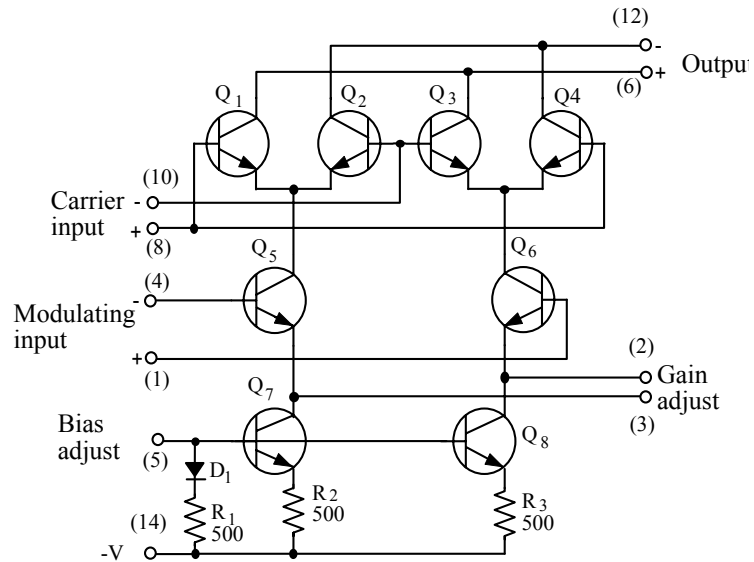 (12)
-
+
Output
(6)
Q1
Q2
Q3
Q4
(10)
Carrier
input
-
+
(8)
Q5
Q6
(4)
-
Modulating
input
+
(1)
(2)
Gain
adjust
(3)
Q7
Q8
Bias
adjust
(5)
D1
R1
500
R2
500
R3
500
(14)
-V